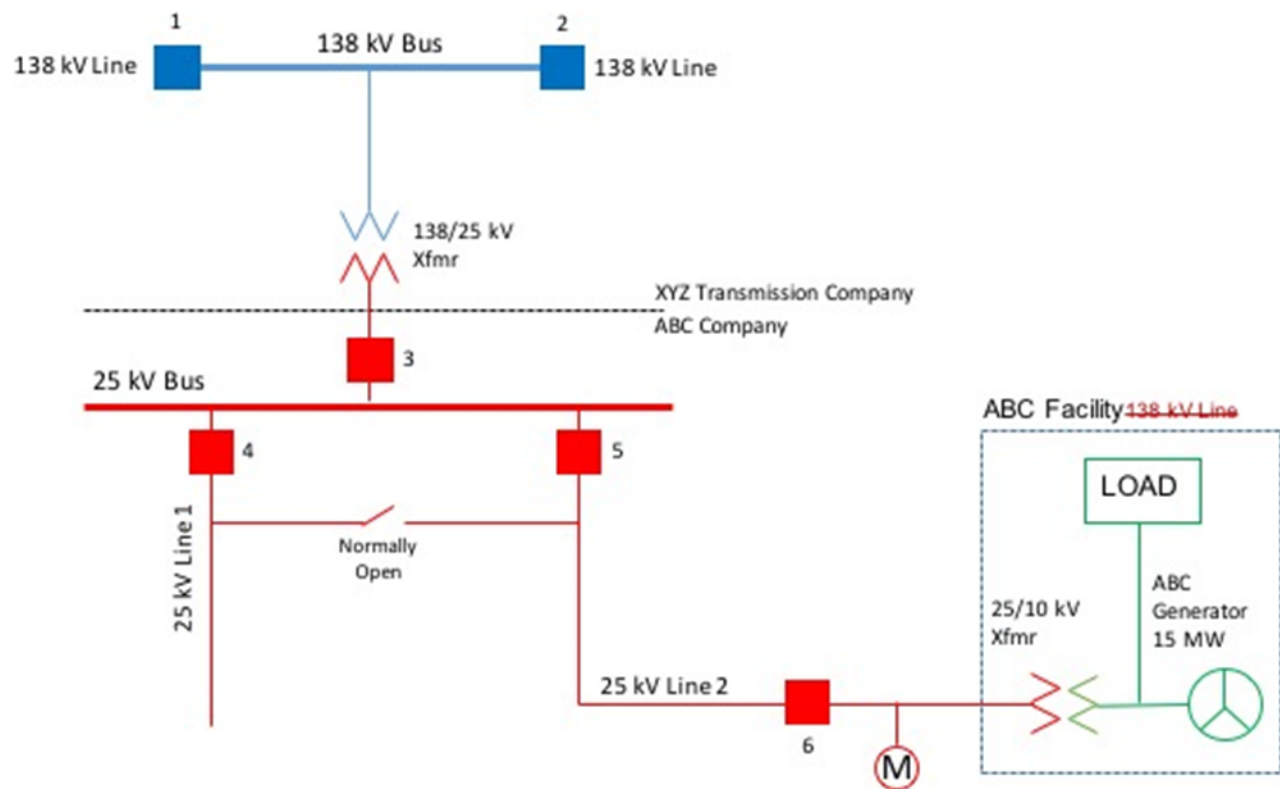 1
2
138 kV Line
138 kV Bus
138 kV Line
138/25 kV
Xfmr
XYZ Transmission Company
ABC Company
3
25 kV Bus
ABC Facility 138 kV Line
4
5
LOAD
Normally
Open
25 kV Line 1
ABC
Generator
15 MW
25/10 kV
Xfmr
25 kV Line 2
6
M